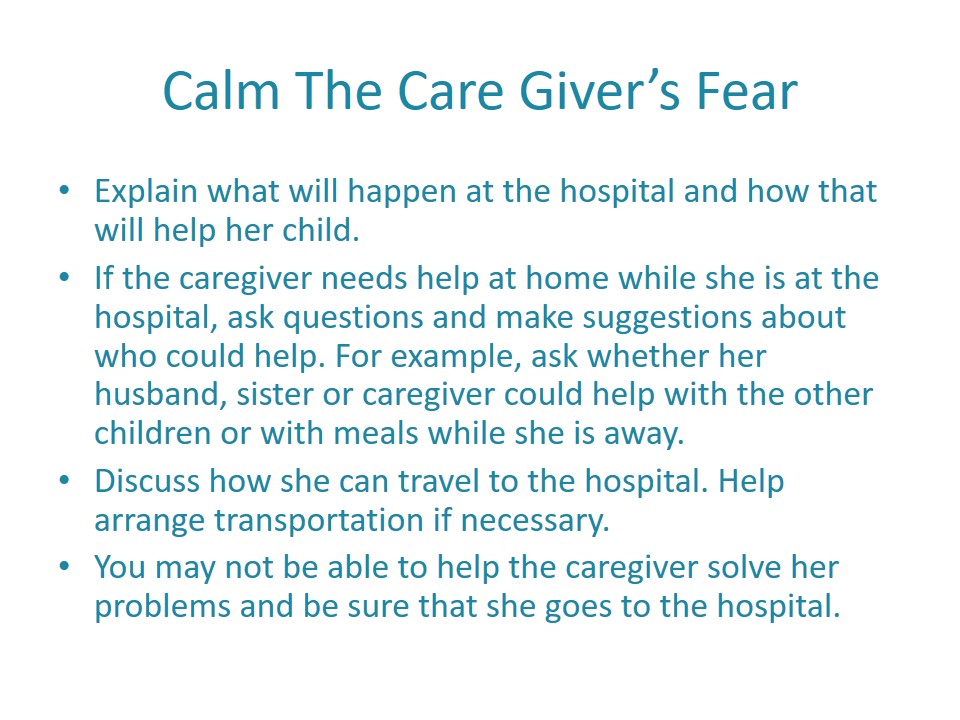 Calm The Care Giver’s Fear
• Explain what will happen at the hospital and how that
will help her child.
• If the caregiver needs help at home while she is at the
hospital, ask questions and make suggestions about
who could help. For example, ask whether her
husband, sister or caregiver could help with the other
children or with meals while she is away.
• Discuss how she can travel to the hospital. Help
arrange transportation if necessary.
• You may not be able to help the caregiver solve her
problems and be sure that she goes to the hospital.